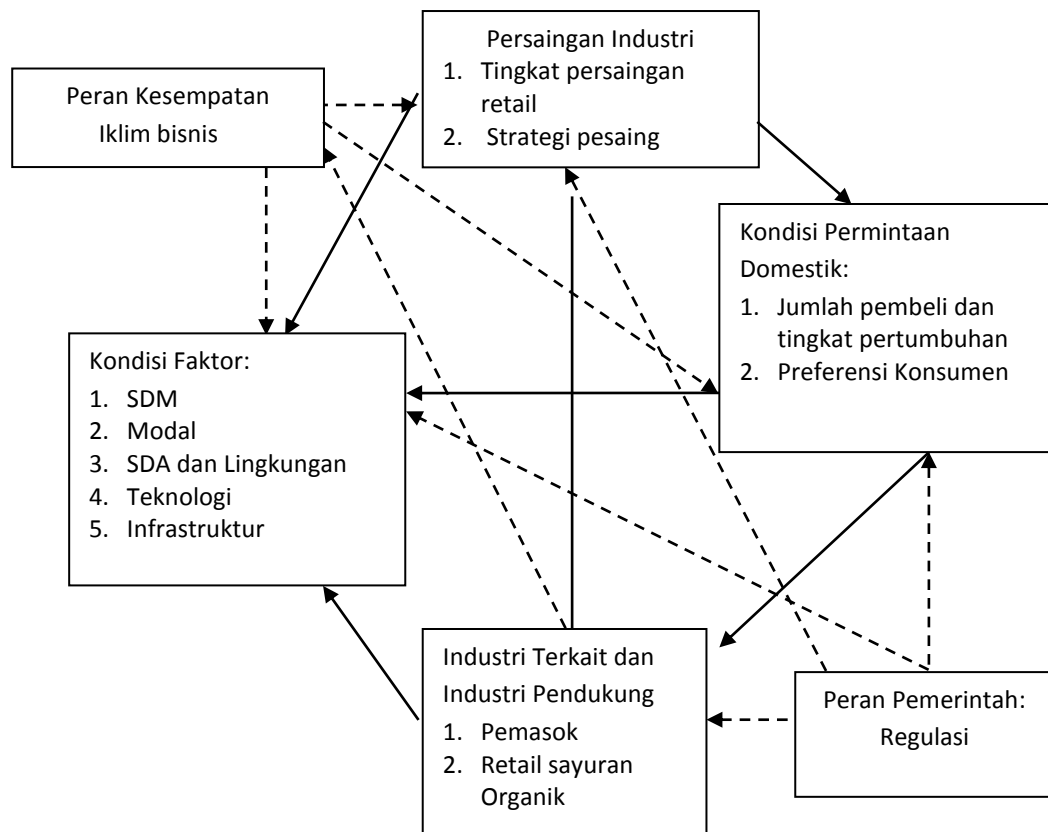 Persaingan Industri
1. Tingkat persaingan
retail
2. Strategi pesaing
Peran Kesempatan
Iklim bisnis
Kondisi Permintaan
Domestik:
1. Jumlah pembeli dan
tingkat pertumbuhan
2. Preferensi Konsumen
Kondisi Faktor:
1. SDM
2. Modal
3. SDA dan Lingkungan
4. Teknologi
5. Infrastruktur
Industri Terkait dan
Industri Pendukung
1. Pemasok
2. Retail sayuran
Organik
Peran Pemerintah:
Regulasi